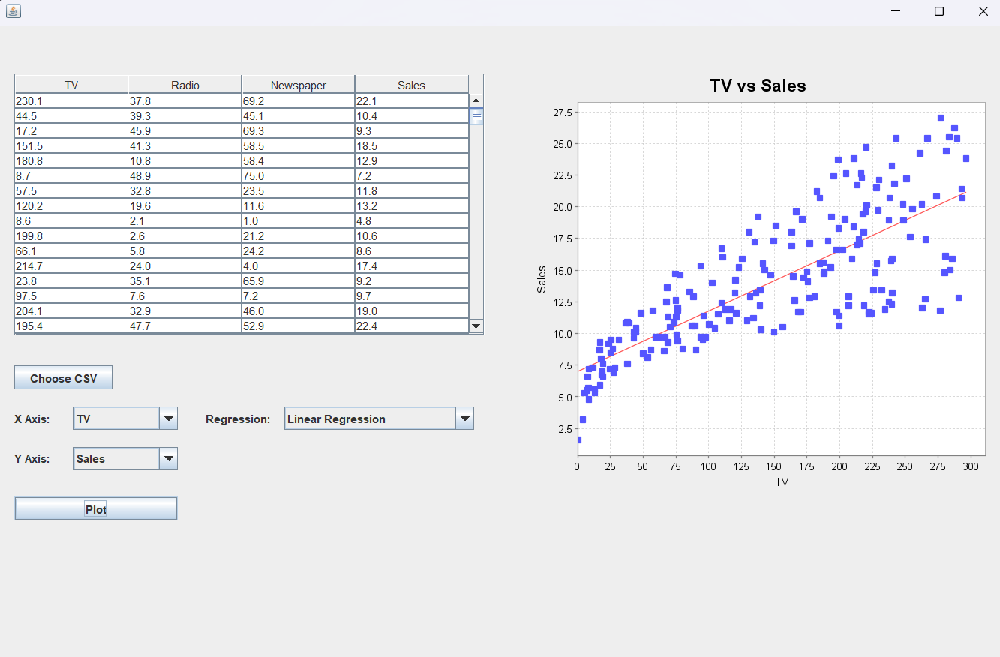 TV Radio Newspaper Sales
230.1 37.8 69.2 22.1
44.5 39.3 45.1 10.4
17.2 45.9 69.3 9.3
151.5 41.3 58.5 18.5
180.8 10.8 58.4 12.9
8.7 48.9 75.0 7.2
57.5 32.8 23.5 11.8
120.2 19.6 11.6 13.2
8.6 2.1 1.0 4.8
199.8 2.6 21.2 10.6
66.1 5.8 24.2 8.6
214.7 24.0 4.0 17.4
23.8 35.1 65.9 9.2
97.5 7.6 7.2 9.7
204.1 32.9 46.0 19.0
195.4 47.7 52.9 22.4
Choose CSV
X Axis: TV Regression: Linear Regression
Y Axis: Sales
Plot
TV vs Sales
27.5
25.0
22.5
20.0
17.5
15.0
12.5
10.0
7.5
5.0
2.5
Sales
0 25 50 75 100 125 150 175 200 225 250 275 300
TV